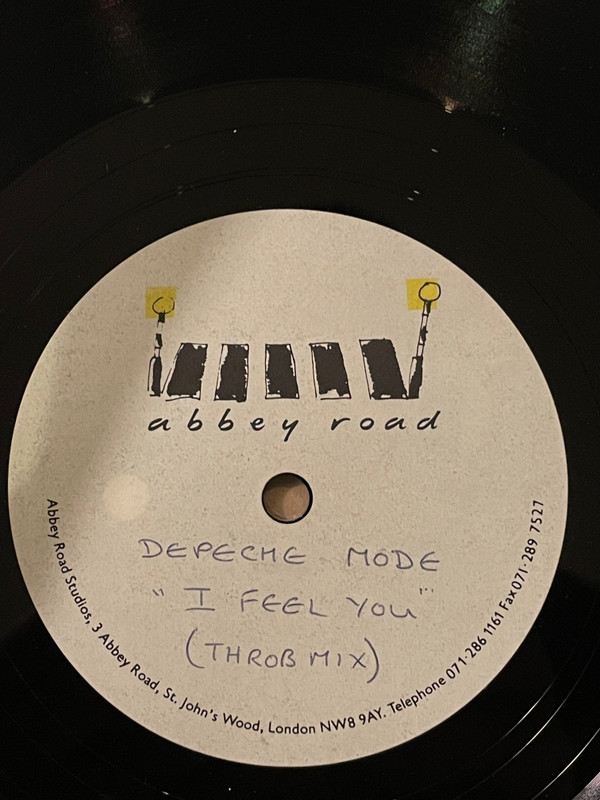 abbey road
DEPECHE MODE
"I FEEL YOU"
(THROB MIX)
Abbey Road Studios, 3 Abbey Road, St. John's Wood, London NW8 9AY. Telephone 071·286 1161 Fax 071·289 7527